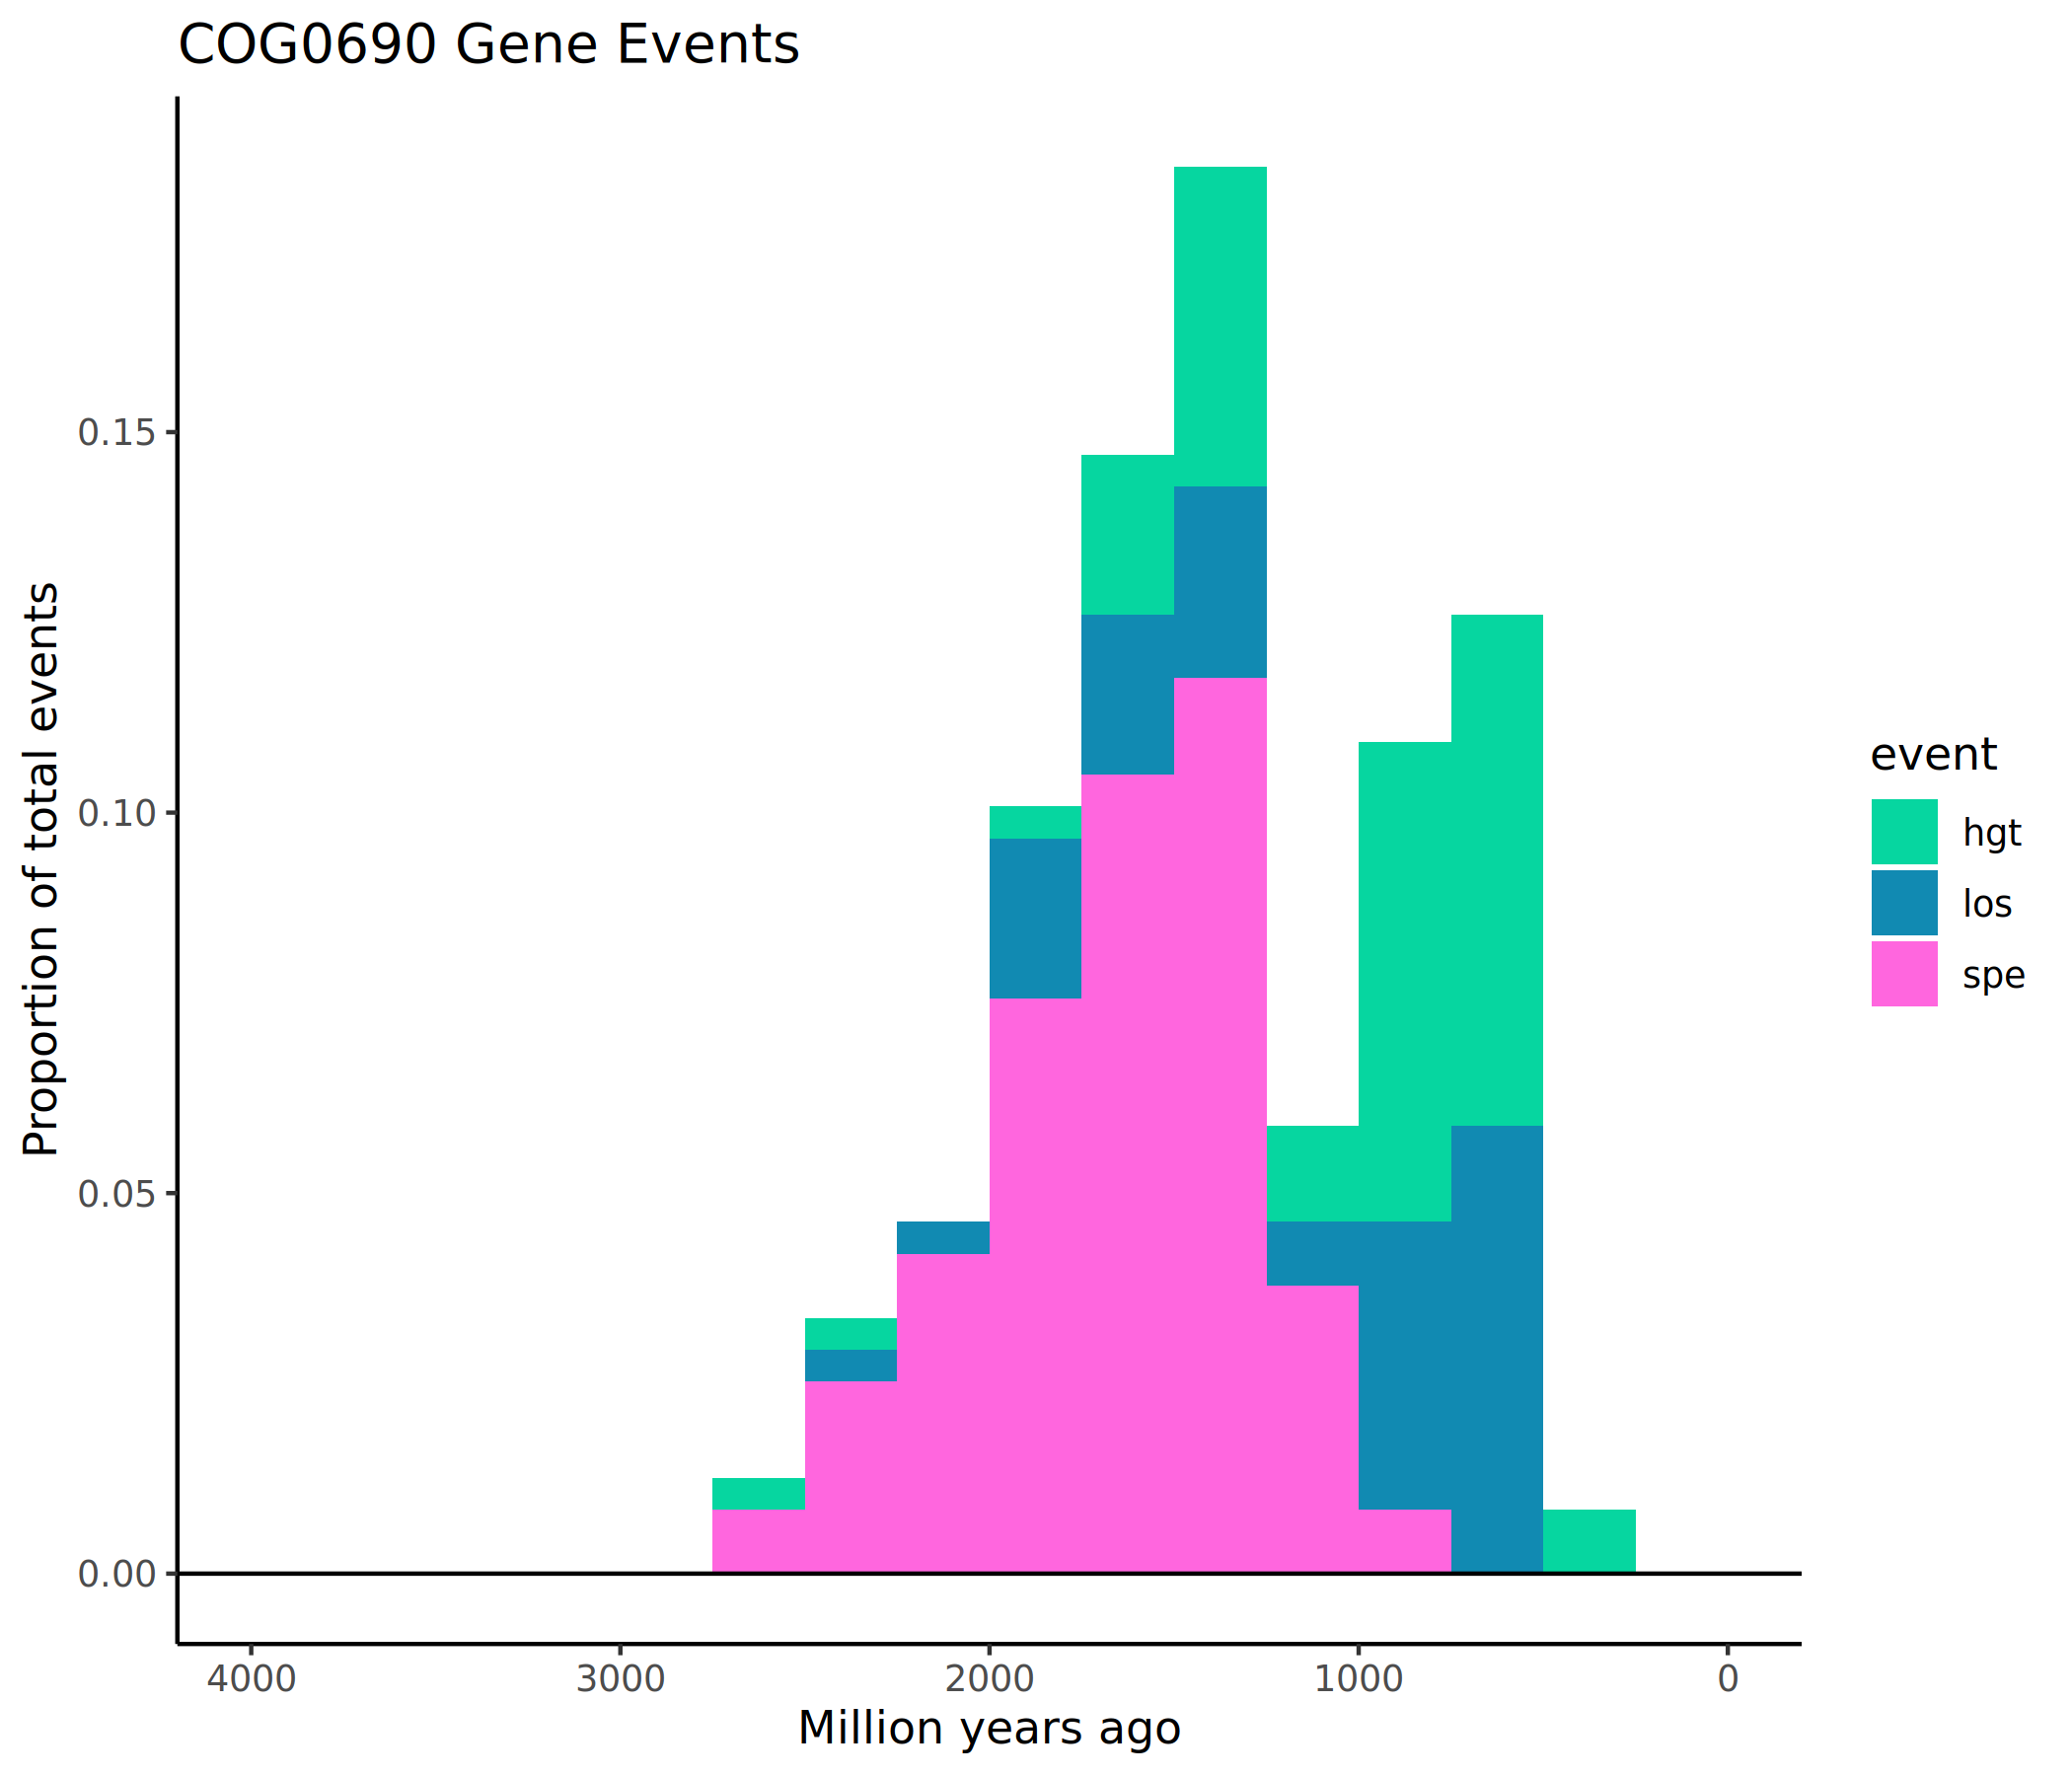 COG0690 Gene Events
Proportion of total events
0.15
0.10
0.05
0.00
4000 3000 2000 1000 0
Million years ago
event
hgt
los
spe